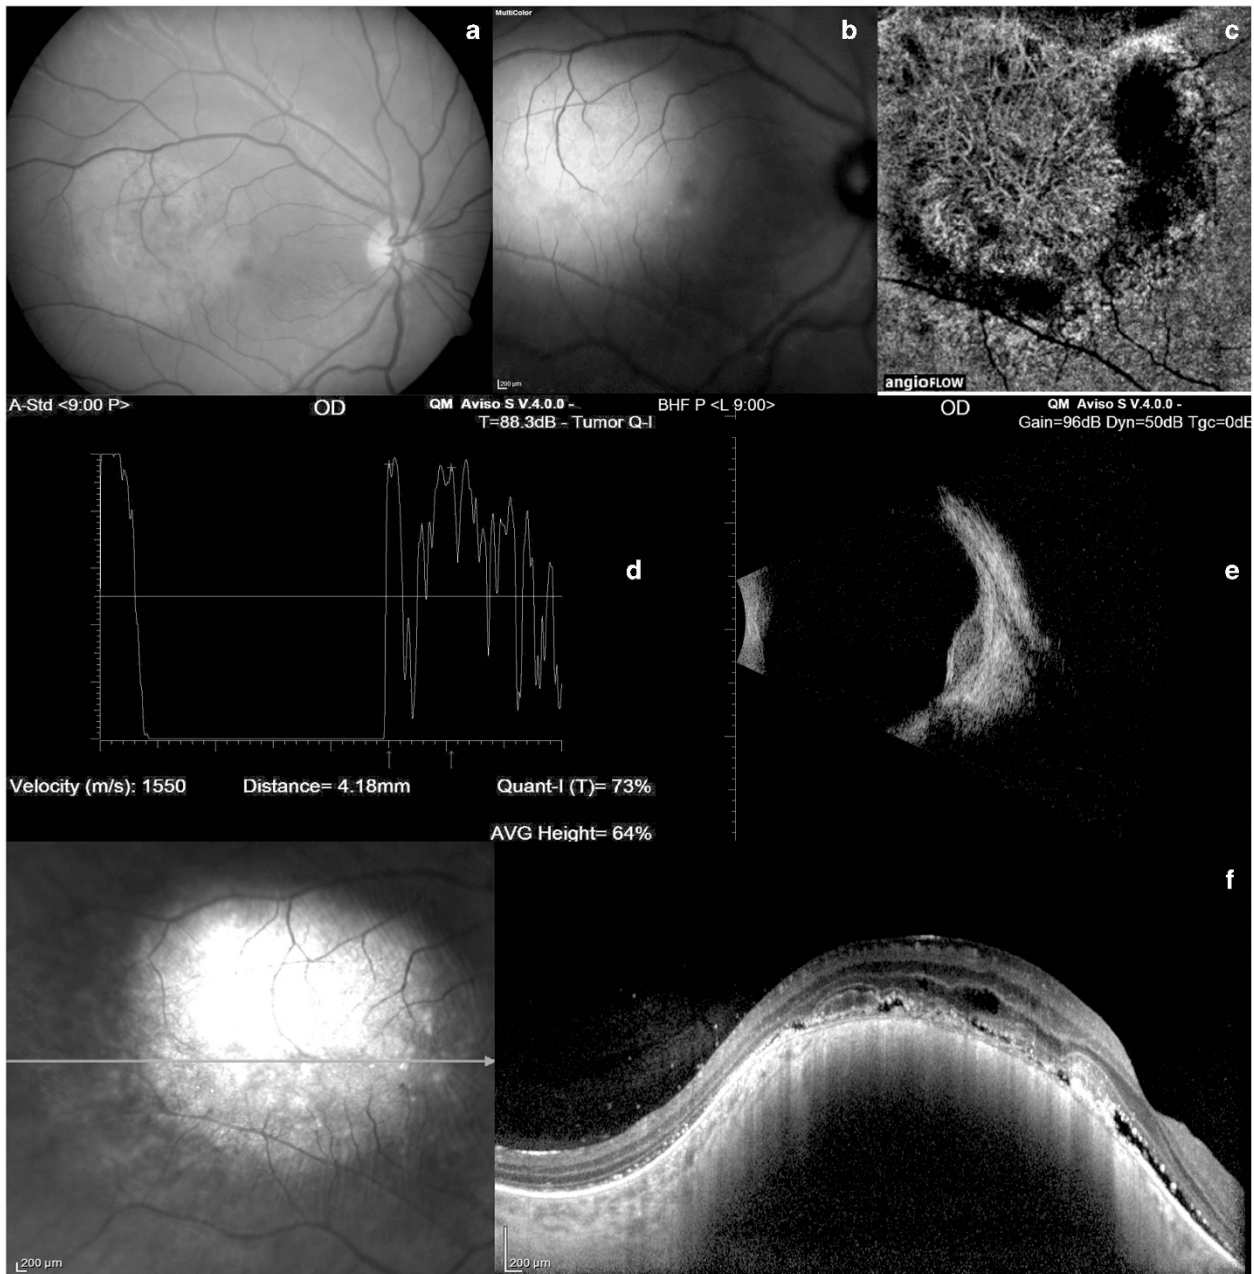 a
MultiColor
b
c
200 µm
angioFLOW
A-Std <9:00 P>
OD
QM Aviso S V.4.0.0 -
T=88.3dB - Tumor Q-I
d
Velocity (m/s): 1550
Distance= 4.18mm
Quant-I (T)= 73%
AVG Height= 64%
BHF P <L 9:00>
OD
QM Aviso S V.4.0.0 -
Gain=96dB Dyn=50dB Tgc=0dB
e
f
200 µm
200 µm